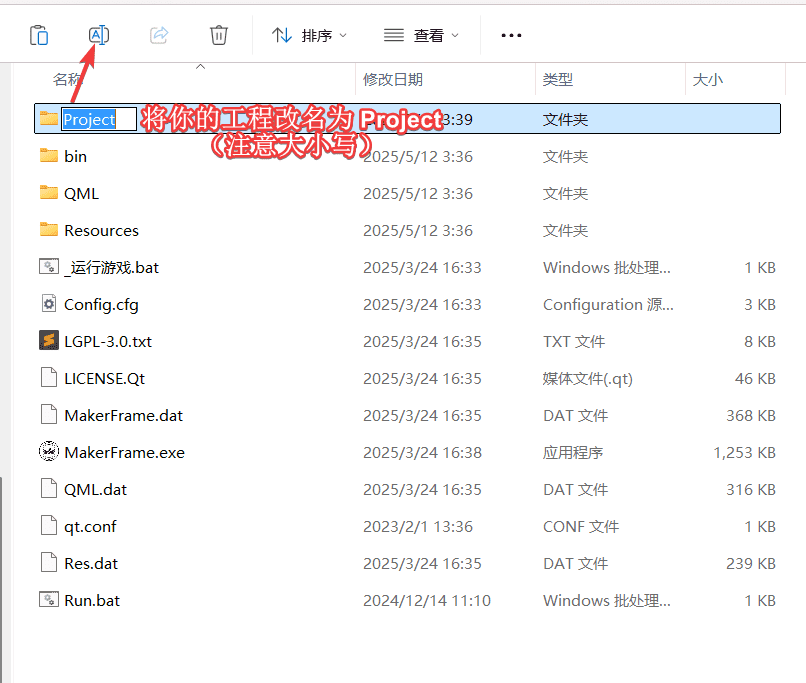 排序
查看
名称
修改日期
类型
大小
Project
将你的工程改名为 Project
（注意大小写）
3:39
文件夹
bin
2025/5/12 3:36
文件夹
QML
2025/5/12 3:36
文件夹
Resources
2025/5/12 3:36
文件夹
_运行游戏.bat
2025/3/24 16:33
Windows 批处理...
1 KB
Config.cfg
2025/3/24 16:33
Configuration 源...
3 KB
LGPL-3.0.txt
2025/3/24 16:35
TXT 文件
8 KB
LICENSE.Qt
2025/3/24 16:35
媒体文件(.qt)
46 KB
MakerFrame.dat
2025/3/24 16:35
DAT 文件
368 KB
MakerFrame.exe
2025/3/24 16:38
应用程序
1,253 KB
QML.dat
2025/3/24 16:35
DAT 文件
316 KB
qt.conf
2023/2/1 13:36
CONF 文件
1 KB
Res.dat
2025/3/24 16:35
DAT 文件
239 KB
Run.bat
2024/12/14 11:10
Windows 批处理...
1 KB